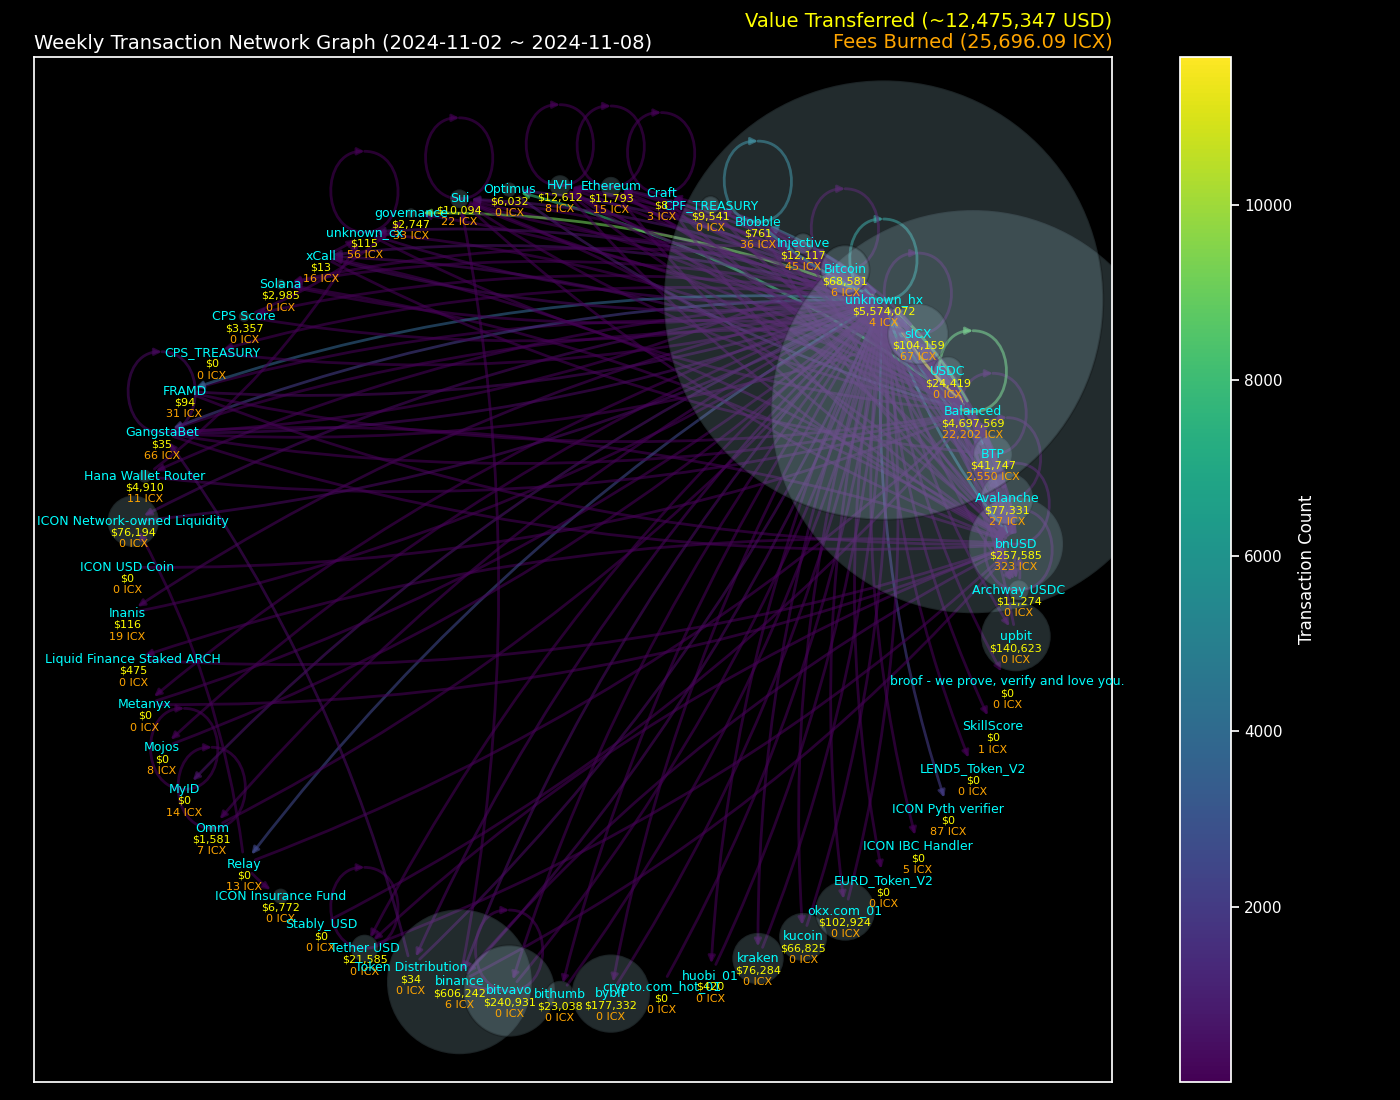 Value Transferred (~12,475,347 USD)
Weekly Transaction Network Graph (2024-11-02 ~ 2024-11-08)
Fees Burned (25,696.09 ICX)
HVH
$12,612
8 ICX
Ethereum
$11,793
15 ICX
Optimus
$6,032
0 ICX
Craft
$8
3 ICX
Sui
$10,094
22 ICX
CPF_TREASURY
$9,541
0 ICX
governance
$2,747
33 ICX
Blobble
$761
36 ICX
unknown_cx
$115
56 ICX
Injective
$12,117
45 ICX
xCall
$13
16 ICX
Bitcoin
$68,581
6 ICX
Solana
$2,985
0 ICX
unknown_hx
$5,574,072
4 ICX
CPS Score
$3,357
0 ICX
sICX
$104,159
67 ICX
CPS_TREASURY
$0
0 ICX
USDC
$24,419
0 ICX
FRAMD
$94
31 ICX
Balanced
$4,697,569
22,202 ICX
GangstaBet
$35
66 ICX
BTP
$41,747
2,550 ICX
Hana Wallet Router
$4,910
11 ICX
Avalanche
$77,331
27 ICX
ICON Network-owned Liquidity
$76,194
0 ICX
bnUSD
$257,585
323 ICX
ICON USD Coin
$0
0 ICX
Archway USDC
$11,274
0 ICX
Inanis
$116
19 ICX
upbit
$140,623
0 ICX
Liquid Finance Staked ARCH
$475
0 ICX
broof - we prove, verify and love you.
$0
0 ICX
Metanyx
$0
0 ICX
SkillScore
$0
1 ICX
Mojos
$0
8 ICX
LEND5_Token_V2
$0
0 ICX
MyID
$0
14 ICX
ICON Pyth verifier
$0
87 ICX
Omm
$1,581
7 ICX
ICON IBC Handler
$0
5 ICX
Relay
$0
13 ICX
EURD_Token_V2
$0
0 ICX
ICON Insurance Fund
$6,772
0 ICX
okx.com_01
$102,924
0 ICX
Stably_USD
$0
0 ICX
kucoin
$66,825
0 ICX
Tether USD
$21,585
0 ICX
kraken
$76,284
0 ICX
Token Distribution
$34
0 ICX
huobi_01
$420
0 ICX
binance
$606,242
6 ICX
crypto.com_hot_01
$0
0 ICX
bitvavo
$240,931
0 ICX
bithumb
$23,038
0 ICX
bybit
$177,332
0 ICX
10000
8000
6000
4000
2000
Transaction Count